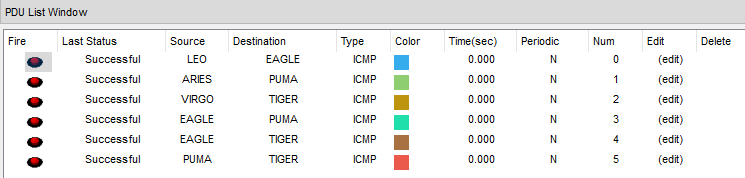 PDU List Window
Fire Last Status Source Destination Type Color Time(sec) Periodic Num Edit Delete
Successful LEO EAGLE ICMP 0.000 N 0 (edit)
Successful ARIES PUMA ICMP 0.000 N 1 (edit)
Successful VIRGO TIGER ICMP 0.000 N 2 (edit)
Successful EAGLE PUMA ICMP 0.000 N 3 (edit)
Successful EAGLE TIGER ICMP 0.000 N 4 (edit)
Successful PUMA TIGER ICMP 0.000 N 5 (edit)